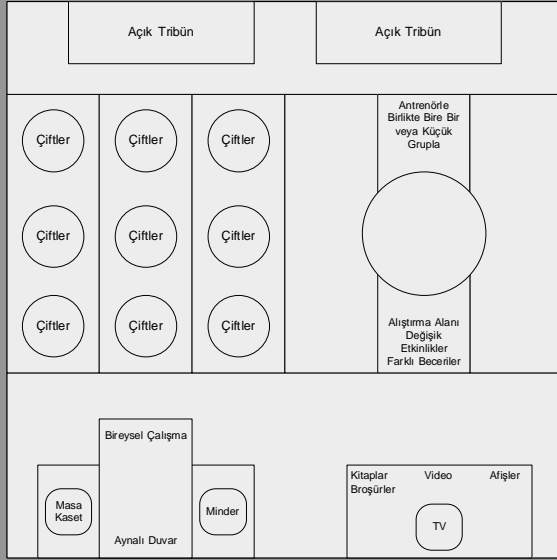 Açık Tribün
Açık Tribün
Çiftler
Çiftler
Çiftler
Antrenörle
Birlikte Bire Bir
veya Küçük
Grupla
Çiftler
Çiftler
Çiftler
Çiftler
Çiftler
Çiftler
Alıştırma Alanı
Değişik
Etkinlikler
Farklı Beceriler
Bireysel Çalışma
Masa
Kaset
Minder
Aynalı Duvar
Kitaplar
Broşürler
Video
Afişler
TV